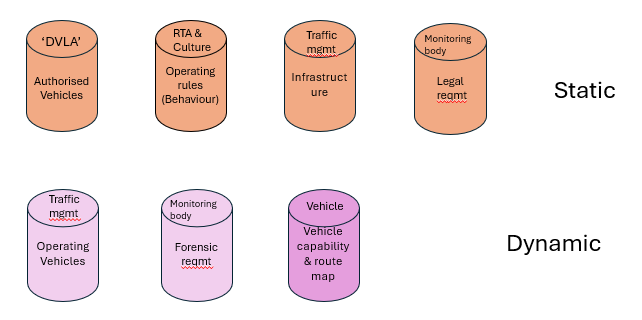 'DVLA'
Authorised
Vehicles
RTA &
Culture
Operating
rules
(Behaviour)
Traffic
mgmt
Infrastruct
ure
Monitoring
body
Legal
reqmt
Static
Traffic
mgmt
Operating
Vehicles
Monitoring
body
Forensic
reqmt
Vehicle
Vehicle
capability
& route
map
Dynamic